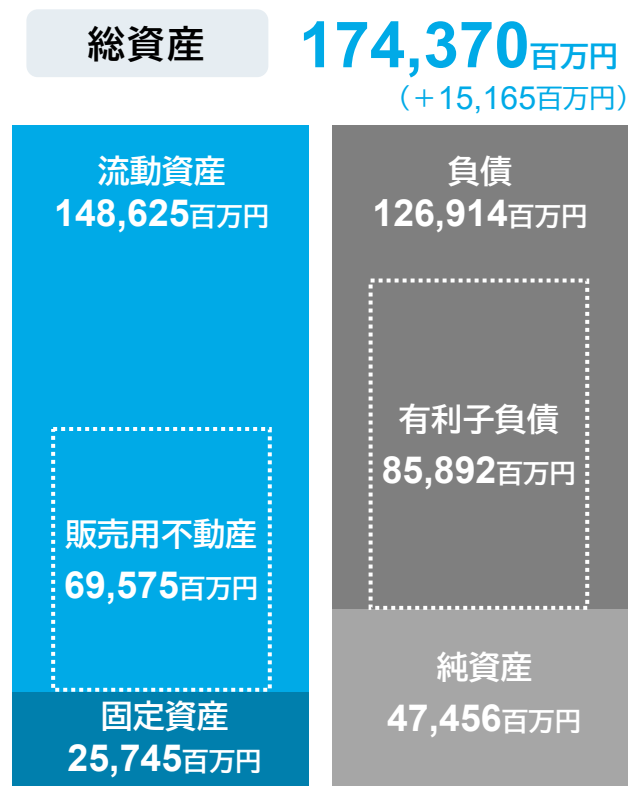 総資産
174,370百万円
（＋15,165百万円）
流動資産
148,625百万円
販売用不動産
69,575百万円
固定資産
25,745百万円
負債
126,914百万円
有利子負債
85,892百万円
純資産
47,456百万円